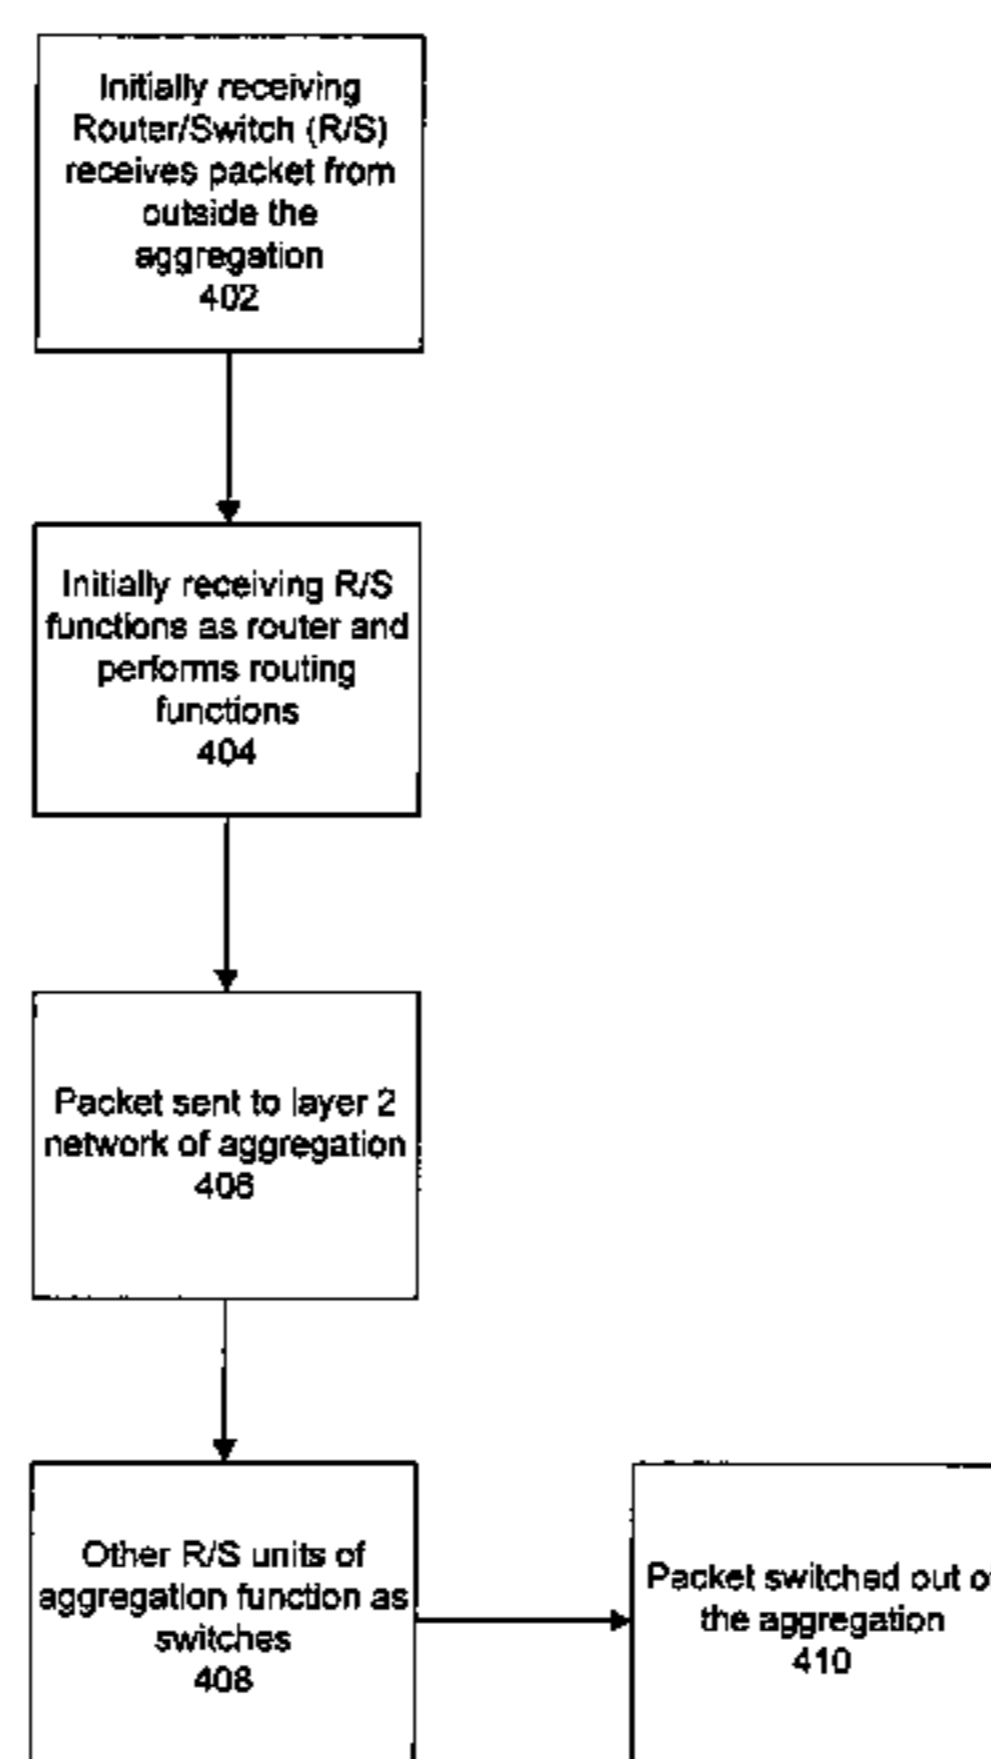 Initially receiving
Router/Switch (R/S)
receives packet from
outside the
aggregation
402
Initially receiving R/S
functions as router and
performs routing
functions
404
Packet sent to layer 2
network of aggregation
406
Other R/S units of
aggregation function as
switches
408
Packet switched out of
the aggregation
410